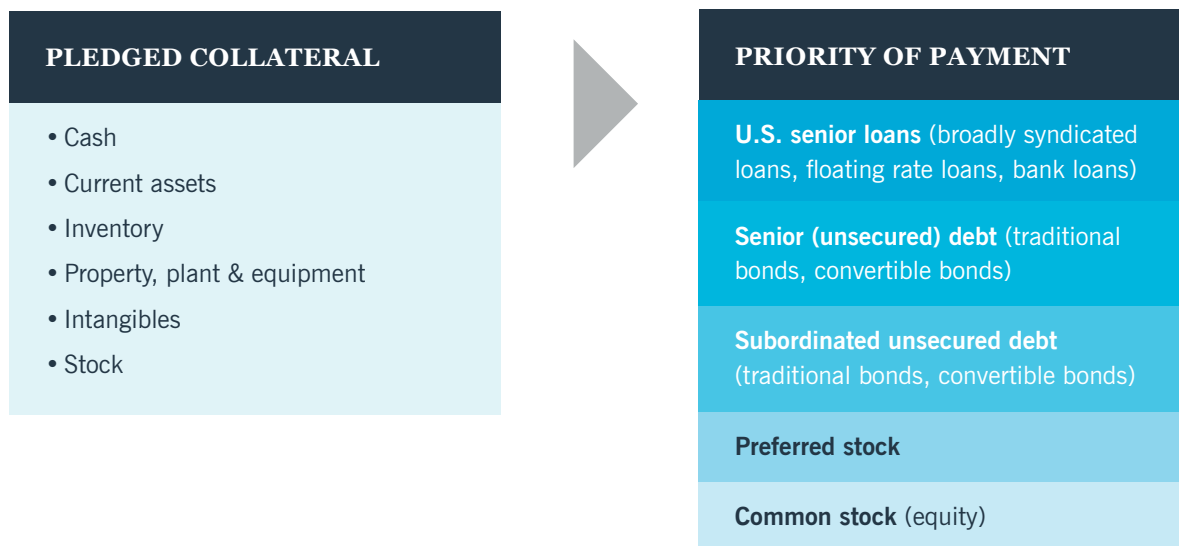 PLEDGED COLLATERAL
• Cash
• Current assets
• Inventory
• Property, plant & equipment
• Intangibles
• Stock
PRIORITY OF PAYMENT
U.S. senior loans (broadly syndicated
loans, floating rate loans, bank loans)
Senior (unsecured) debt (traditional
bonds, convertible bonds)
Subordinated unsecured debt
(traditional bonds, convertible bonds)
Preferred stock
Common stock (equity)